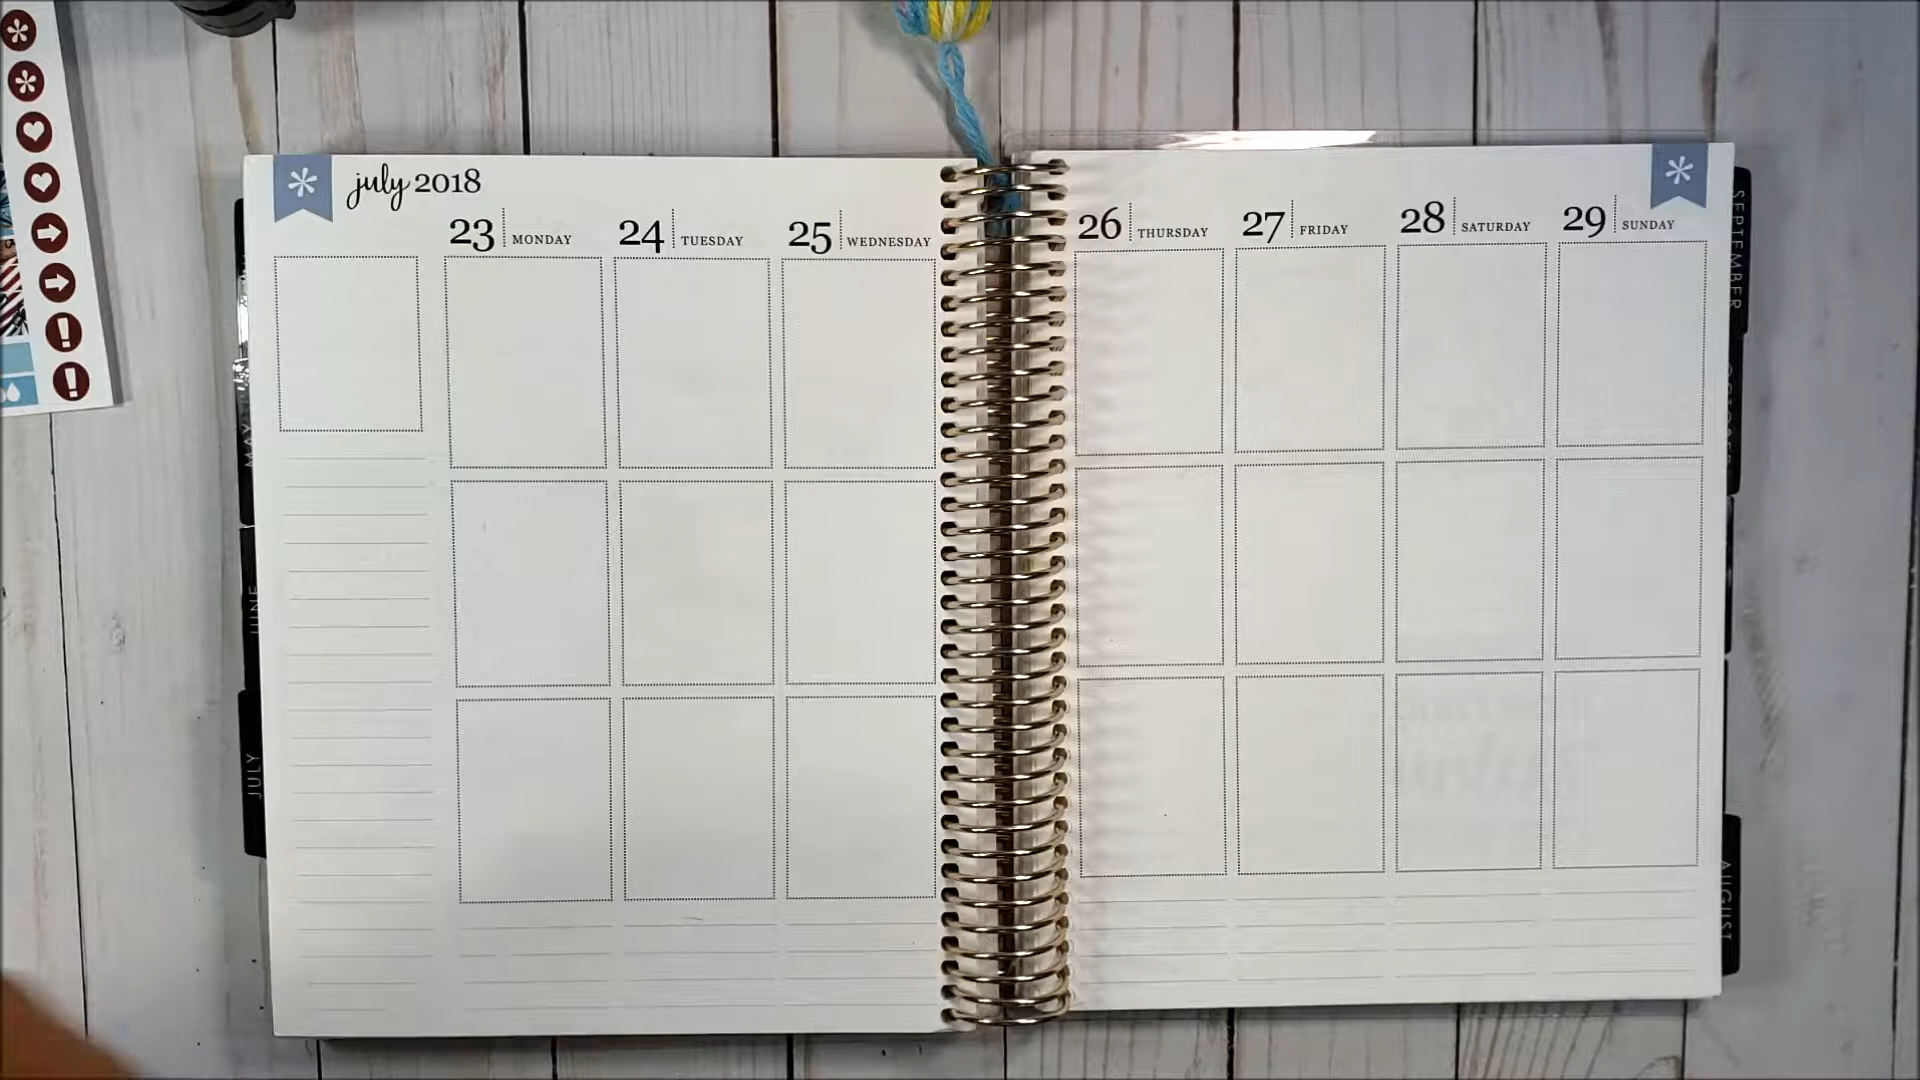 july 2018
23 MONDAY
24 TUESDAY
25 WEDNESDAY
26 THURSDAY
27 FRIDAY
28 SATURDAY
29 SUNDAY
MAY
JUNE
JULY
SEPTEMBER
OCTOBER
AUGUST